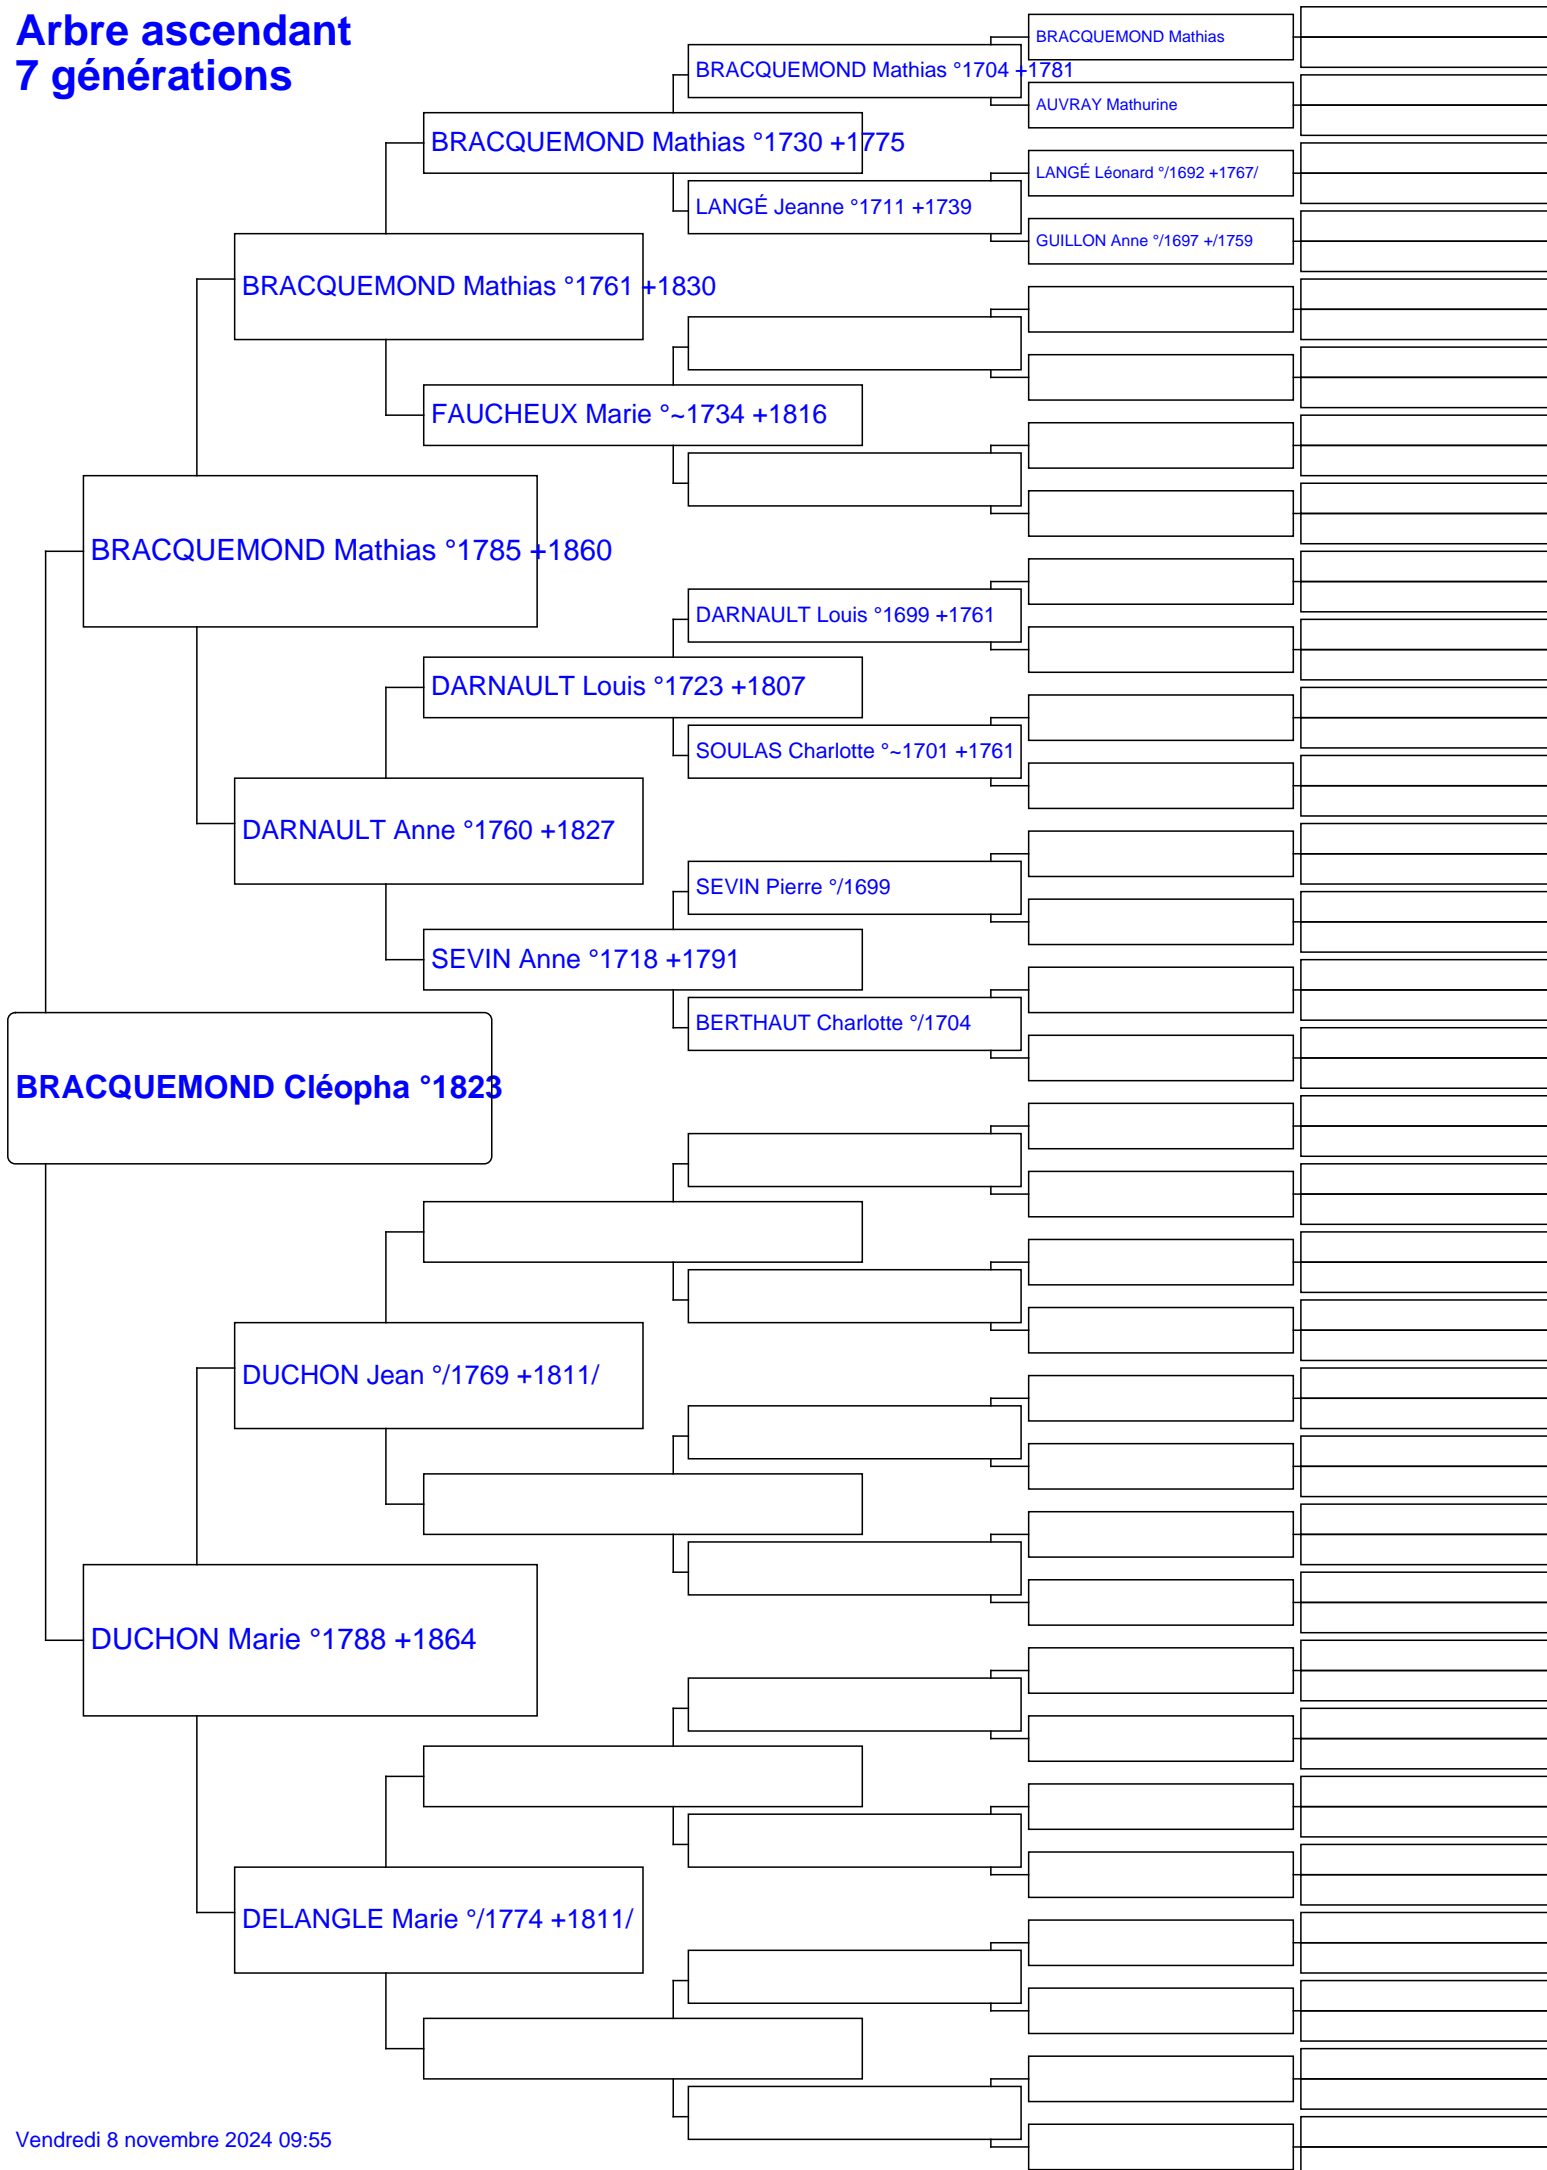 Arbre ascendant
7 générations
BRACQUEMOND Mathias
BRACQUEMOND Mathias °1704 +1781
AUVRAY Mathurine
BRACQUEMOND Mathias °1730 +1775
LANGÉ Léonard °/1692 +1767/
LANGÉ Jeanne °1711 +1739
GUILLON Anne °/1697 +/1759
BRACQUEMOND Mathias °1761 +1830
FAUCHEUX Marie °~1734 +1816
BRACQUEMOND Mathias °1785 +1860
DARNAULT Louis °1699 +1761
DARNAULT Louis °1723 +1807
SOULAS Charlotte °~1701 +1761
DARNAULT Anne °1760 +1827
SEVIN Pierre °/1699
SEVIN Anne °1718 +1791
BERTHAUT Charlotte °/1704
BRACQUEMOND Cléopha °1823
DUCHON Jean °/1769 +1811/
DUCHON Marie °1788 +1864
DELANGLE Marie °/1774 +1811/
Vendredi 8 novembre 2024 09:55